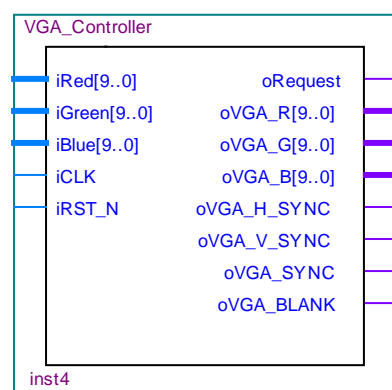 VGA_Controller
iRed[9..0] oRequest
iGreen[9..0] oVGA_R[9..0]
iBlue[9..0] oVGA_G[9..0]
iCLK oVGA_B[9..0]
iRST_N oVGA_H_SYNC
oVGA_V_SYNC
oVGA_SYNC
oVGA_BLANK
inst4